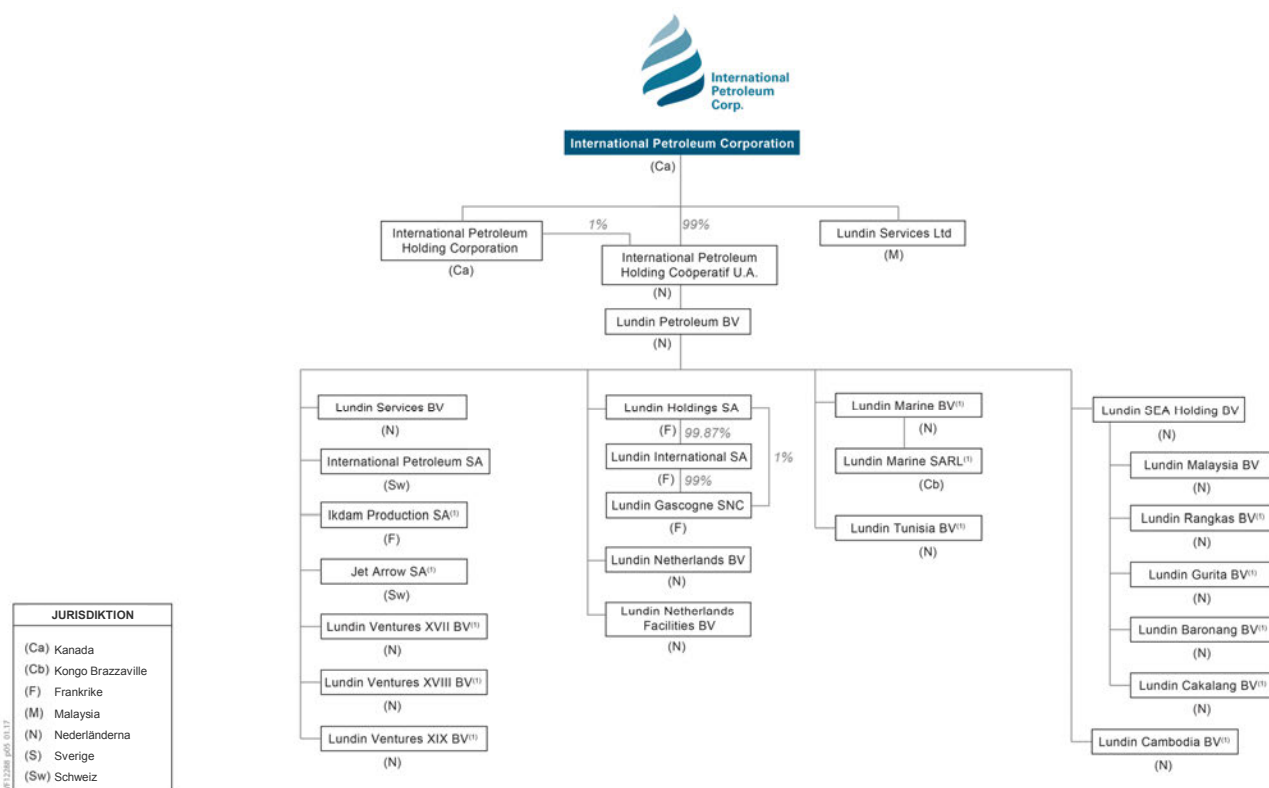 International
Petroleum
Corp.
International Petroleum Corporation
(Ca)
1%
99%
International Petroleum
Holding Corporation
(Ca)
International Petroleum
Holding Coöperatif U.A.
(N)
Lundin Services Ltd
(M)
Lundin Petroleum BV
(N)
Lundin Services BV
(N)
International Petroleum SA
(Sw)
Ikdam Production SA(1)
(F)
Jet Arrow SA(1)
(Sw)
Lundin Ventures XVII BV(1)
(N)
Lundin Ventures XVIII BV(1)
(N)
Lundin Ventures XIX BV(1)
(N)
Lundin Holdings SA
(F) 99.87%
Lundin International SA
1%
(F) 99%
Lundin Gascogne SNC
(F)
Lundin Netherlands BV
(N)
Lundin Netherlands
Facilities BV
(N)
Lundin Marine BV(1)
(N)
Lundin Marine SARL(1)
(Cb)
Lundin Tunisia BV(1)
(N)
Lundin SEA Holding BV
(N)
Lundin Malaysia BV
(N)
Lundin Rangkas BV(1)
(N)
Lundin Gurita BV(1)
(N)
Lundin Baronang BV(1)
(N)
Lundin Cakalang BV(1)
(N)
Lundin Cambodia BV(1)
(N)
JURISDIKTION
(Ca) Kanada
(Cb) Kongo Brazzaville
(F) Frankrike
(M) Malaysia
(N) Nederländerna
(S) Sverige
(Sw) Schweiz